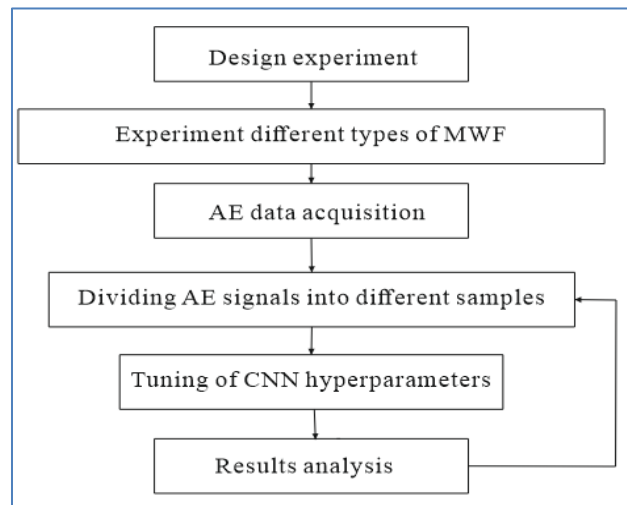 Design experiment
Experiment different types of MWF
AE data acquisition
Dividing AE signals into different samples
Tuning of CNN hyperparameters
Results analysis